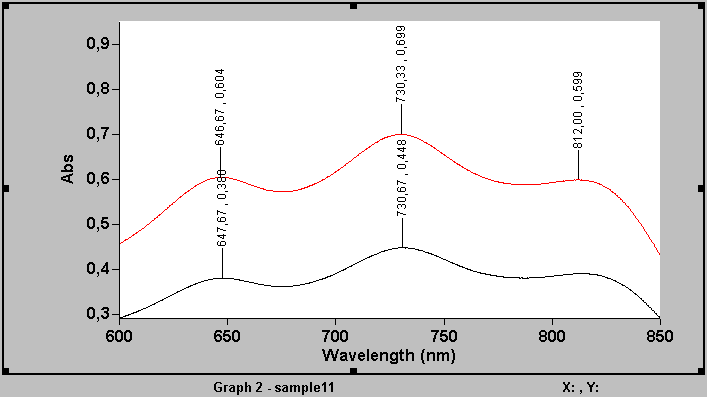 0,9
0,8
0,7
0,6
0,5
0,4
0,3
Abs
646,67 , 0,604
647,67 , 0,380
730,33 , 0,699
730,67 , 0,448
812,00 , 0,599
600 650 700 750 800 850
Wavelength (nm)
Graph 2 - sample11 X: , Y: